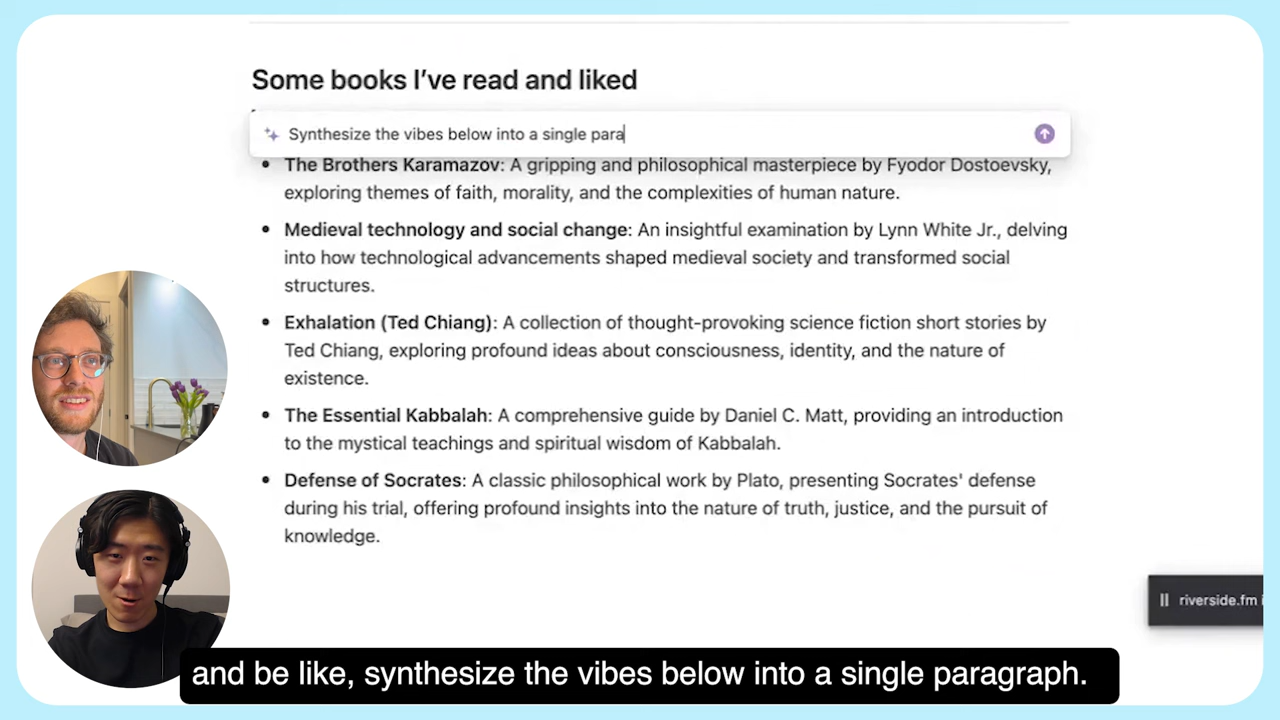 Some books I've read and liked
Synthesize the vibes below into a single para
The Brothers Karamazov: A gripping and philosophical masterpiece by Fyodor Dostoevsky,
exploring themes of faith, morality, and the complexities of human nature.
Medieval technology and social change: An insightful examination by Lynn White Jr., delving
into how technological advancements shaped medieval society and transformed social
structures.
Exhalation (Ted Chiang): A collection of thought-provoking science fiction short stories by
Ted Chiang, exploring profound ideas about consciousness, identity, and the nature of
existence.
The Essential Kabbalah: A comprehensive guide by Daniel C. Matt, providing an introduction
to the mystical teachings and spiritual wisdom of Kabbalah.
Defense of Socrates: A classic philosophical work by Plato, presenting Socrates' defense
during his trial, offering profound insights into the nature of truth, justice, and the pursuit of
knowledge.
riverside.fm
and be like, synthesize the vibes below into a single paragraph.